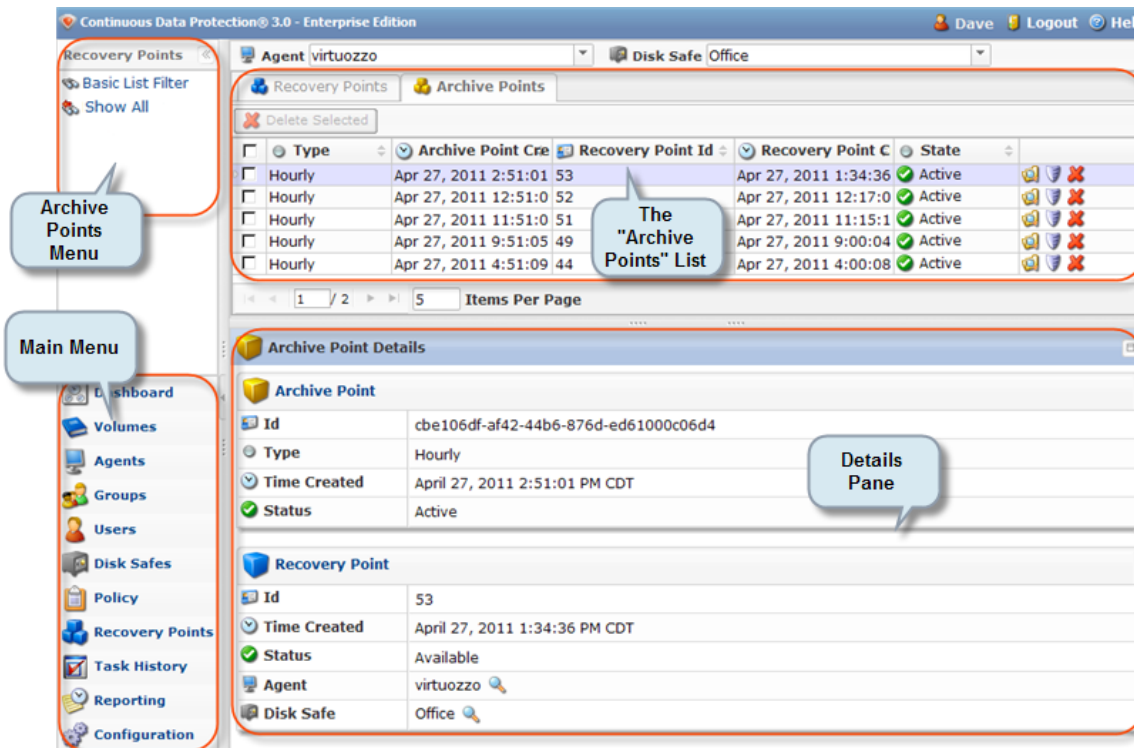 Continuous Data Protection® 3.0 - Enterprise Edition
Dave Logout Hel
Recovery Points
Basic List Filter
Show All
Agent virtuozzo Disk Safe Office
Recovery Points Archive Points
Delete Selected
Type Archive Point Cre Recovery Point Id Recovery Point C State
Hourly Apr 27, 2011 2:51:01 53 Apr 27, 2011 1:34:36 Active
Hourly Apr 27, 2011 12:51:0 52 Apr 27, 2011 12:17:0 Active
Hourly Apr 27, 2011 11:51:0 51 Apr 27, 2011 11:15:1 Active
Hourly Apr 27, 2011 9:51:05 49 Apr 27, 2011 9:00:04 Active
Hourly Apr 27, 2011 4:51:09 44 Apr 27, 2011 4:00:08 Active
1 / 2 5 Items Per Page
Archive
Points
Menu
The
"Archive
Points" List
Main Menu
Dashboard
Volumes
Agents
Groups
Users
Disk Safes
Policy
Recovery Points
Task History
Reporting
Configuration
Archive Point Details
Archive Point
Id cbe106df-af42-44b6-876d-ed61000c06d4
Type Hourly
Time Created April 27, 2011 2:51:01 PM CDT
Status Active
Details
Pane
Recovery Point
Id 53
Time Created April 27, 2011 1:34:36 PM CDT
Status Available
Agent virtuozzo
Disk Safe Office